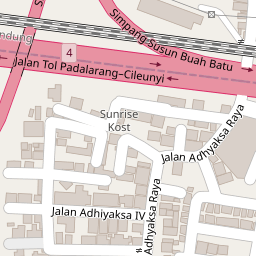 Simpang Susun Buah Batu
ndung
4
Jalan Tol Padalarang–Cileunyi
Sunrise
Kost
Jalan Adhyaksa Raya
Jalan Adhiyaksa IV
Adhyaksa Raya